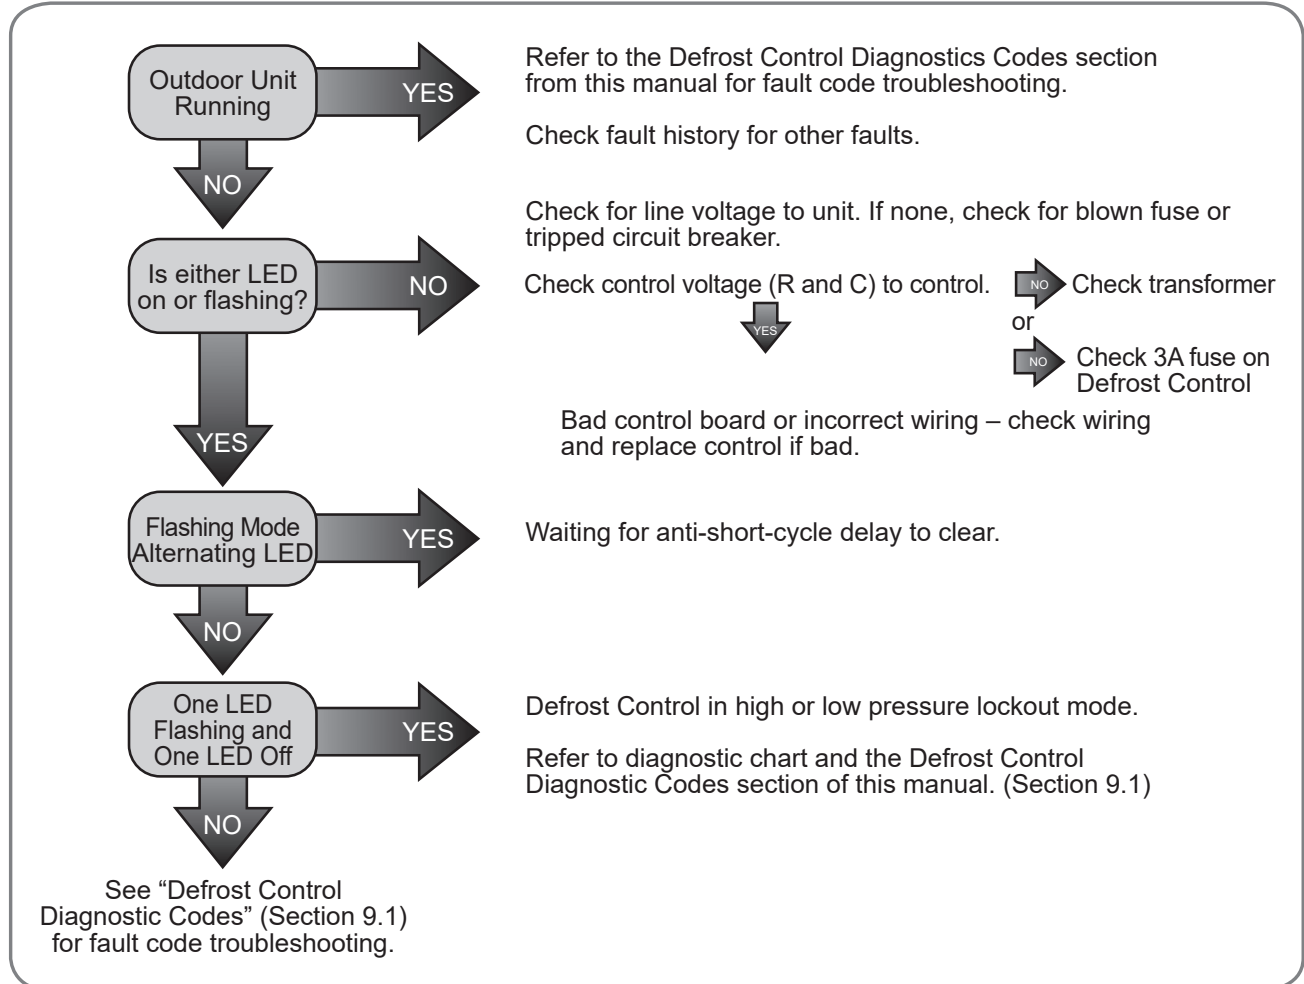 Outdoor Unit
Running
YES
Refer to the Defrost Control Diagnostics Codes section
from this manual for fault code troubleshooting.
Check fault history for other faults.
NO
Is either LED
on or flashing?
NO
Check for line voltage to unit. If none, check for blown fuse or
tripped circuit breaker.
Check control voltage (R and C) to control.
NO
Check transformer
or
NO
Check 3A fuse on
Defrost Control
YES
Bad control board or incorrect wiring – check wiring
and replace control if bad.
YES
Flashing Mode
Alternating LED
YES
Waiting for anti-short-cycle delay to clear.
NO
One LED
Flashing and
One LED Off
YES
Defrost Control in high or low pressure lockout mode.
Refer to diagnostic chart and the Defrost Control
Diagnostic Codes section of this manual. (Section 9.1)
NO
See “Defrost Control
Diagnostic Codes” (Section 9.1)
for fault code troubleshooting.